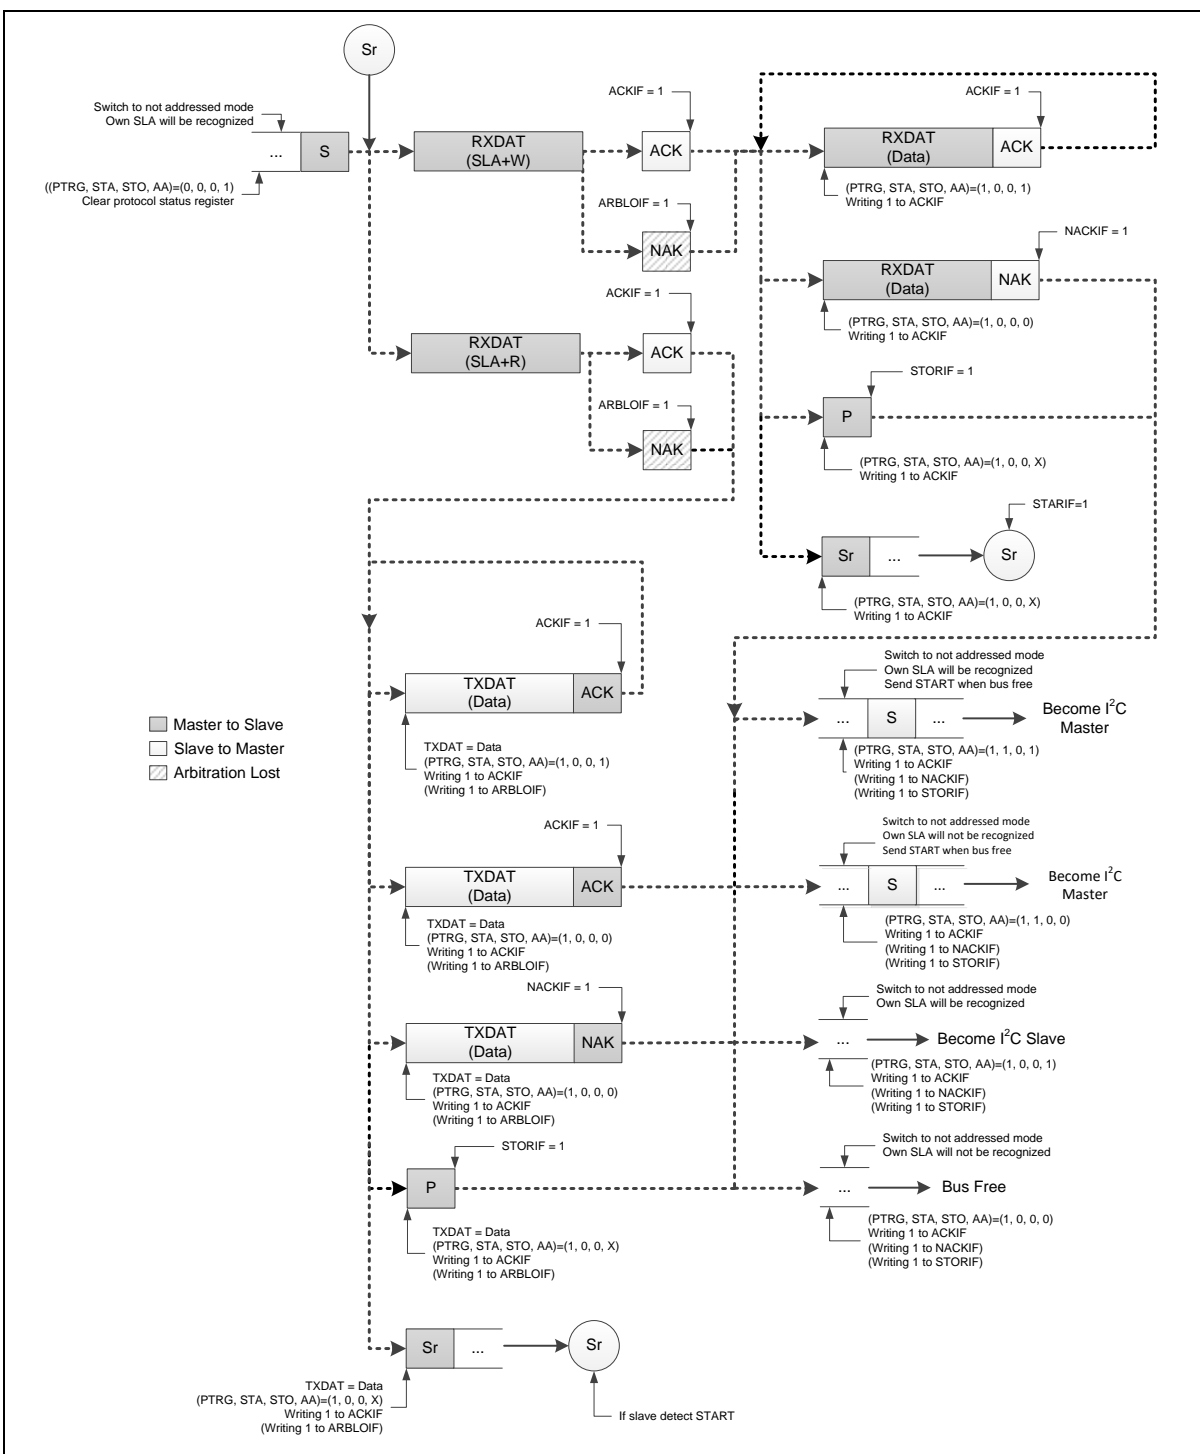 Sr
Switch to not addressed mode
Own SLA will be recognized
... S
((PTRG, STA, STO, AA)=(0, 0, 0, 1)
Clear protocol status register
RXDAT
(SLA+W)
ACKIF = 1
ACK
ARBLOIF = 1
NAK
RXDAT
(SLA+R)
ACKIF = 1
ACK
ARBLOIF = 1
NAK
ACKIF = 1
RXDAT
(Data)
ACK
(PTRG, STA, STO, AA)=(1, 0, 0, 1)
Writing 1 to ACKIF
NACKIF = 1
RXDAT
(Data)
NAK
(PTRG, STA, STO, AA)=(1, 0, 0, 0)
Writing 1 to ACKIF
STORIF = 1
P
(PTRG, STA, STO, AA)=(1, 0, 0, X)
Writing 1 to ACKIF
STARIF=1
Sr ... Sr
(PTRG, STA, STO, AA)=(1, 0, 0, X)
Writing 1 to ACKIF
Master to Slave
Slave to Master
Arbitration Lost
ACKIF = 1
TXDAT
(Data)
ACK
TXDAT = Data
(PTRG, STA, STO, AA)=(1, 0, 0, 1)
Writing 1 to ACKIF
(Writing 1 to ARBLOIF)
ACKIF = 1
TXDAT
(Data)
ACK
TXDAT = Data
(PTRG, STA, STO, AA)=(1, 0, 0, 0)
Writing 1 to ACKIF
(Writing 1 to ARBLOIF)
NACKIF = 1
TXDAT
(Data)
NAK
TXDAT = Data
(PTRG, STA, STO, AA)=(1, 0, 0, 0)
Writing 1 to ACKIF
(Writing 1 to ARBLOIF)
STORIF = 1
P
TXDAT = Data
(PTRG, STA, STO, AA)=(1, 0, 0, X)
Writing 1 to ACKIF
(Writing 1 to ARBLOIF)
Sr ... Sr
TXDAT = Data
(PTRG, STA, STO, AA)=(1, 0, 0, X)
Writing 1 to ACKIF
(Writing 1 to ARBLOIF)
If slave detect START
Switch to not addressed mode
Own SLA will be recognized
Send START when bus free
... S ...
Become I²C
Master
(PTRG, STA, STO, AA)=(1, 1, 0, 1)
Writing 1 to ACKIF
(Writing 1 to NACKIF)
(Writing 1 to STORIF)
Switch to not addressed mode
Own SLA will not be recognized
Send START when bus free
... S ...
Become I²C
Master
(PTRG, STA, STO, AA)=(1, 1, 0, 0)
Writing 1 to ACKIF
(Writing 1 to NACKIF)
(Writing 1 to STORIF)
Switch to not addressed mode
Own SLA will be recognized
... Become I²C Slave
(PTRG, STA, STO, AA)=(1, 0, 0, 1)
Writing 1 to ACKIF
(Writing 1 to NACKIF)
(Writing 1 to STORIF)
Switch to not addressed mode
Own SLA will not be recognized
... Bus Free
(PTRG, STA, STO, AA)=(1, 0, 0, 0)
Writing 1 to ACKIF
(Writing 1 to NACKIF)
(Writing 1 to STORIF)